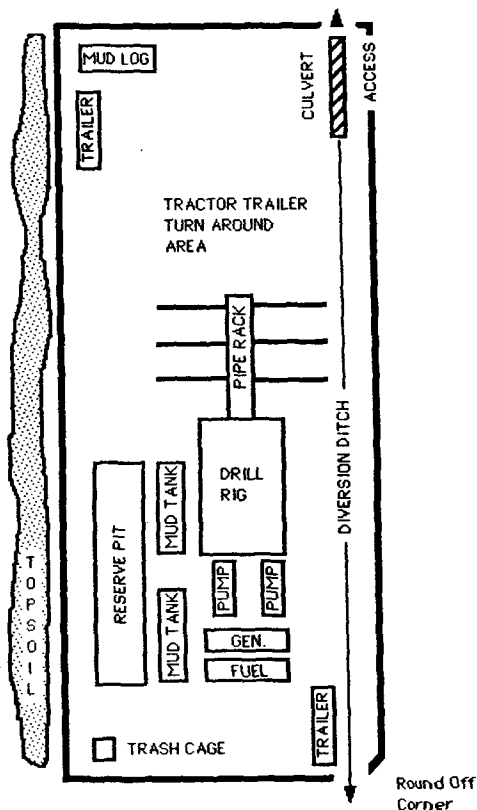 MUD LOG
TRAILER
CULVERT
ACCESS
TRACTOR TRAILER
TURN AROUND
AREA
PIPE RACK
DIVERSION DITCH
DRILL
RIG
MUD TANK
RESERVE PIT
TOPSOIL
PUMP
PUMP
MUD TANK
GEN.
FUEL
TRAILER
TRASH CAGE
Round Off
Corner